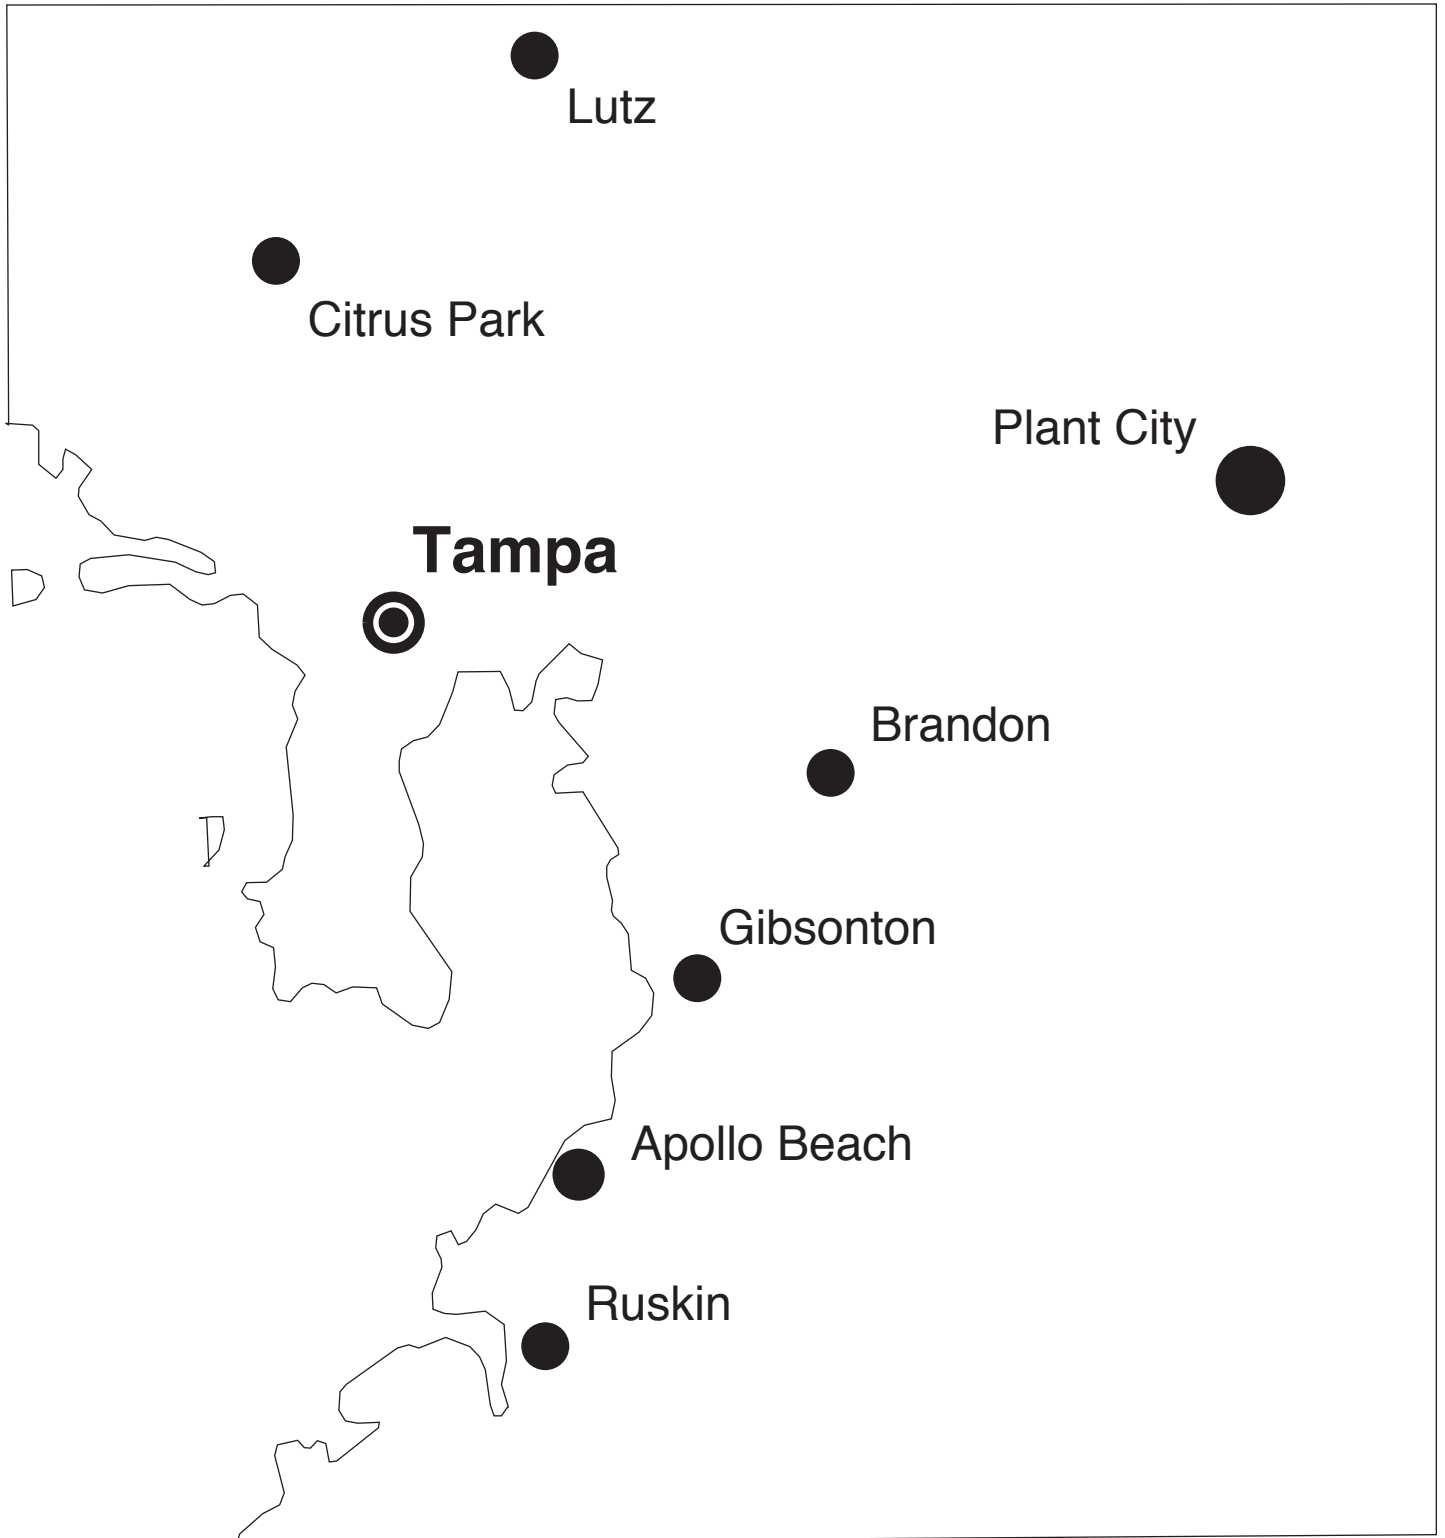 Lutz
Citrus Park
Plant City
Tampa
Brandon
Gibsonton
Apollo Beach
Ruskin